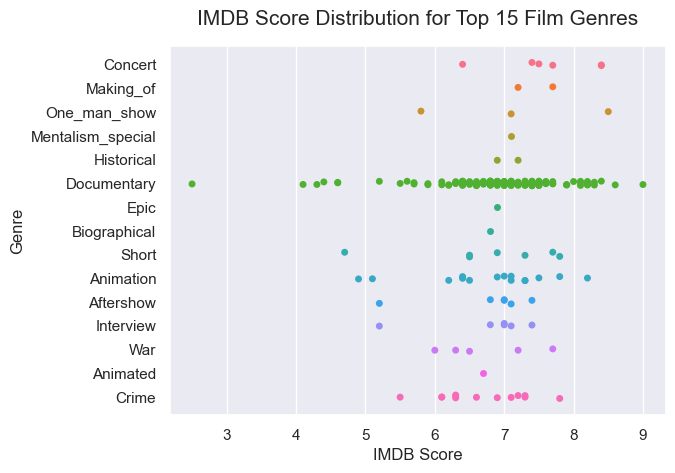 IMDB Score Distribution for Top 15 Film Genres
Concert
Making_of
One_man_show
Mentalism_special
Historical
Documentary
Epic
Biographical
Short
Animation
Aftershow
Interview
War
Animated
Crime
Genre
3 4 5 6 7 8 9
IMDB Score